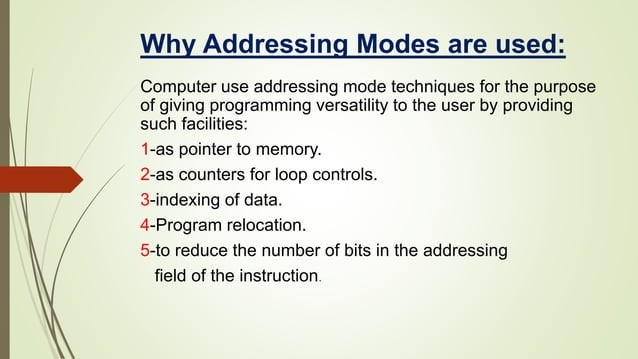 Why Addressing Modes are used:
Computer use addressing mode techniques for the purpose
of giving programming versatility to the user by providing
such facilities:
1-as pointer to memory.
2-as counters for loop controls.
3-indexing of data.
4-Program relocation.
5-to reduce the number of bits in the addressing
field of the instruction.